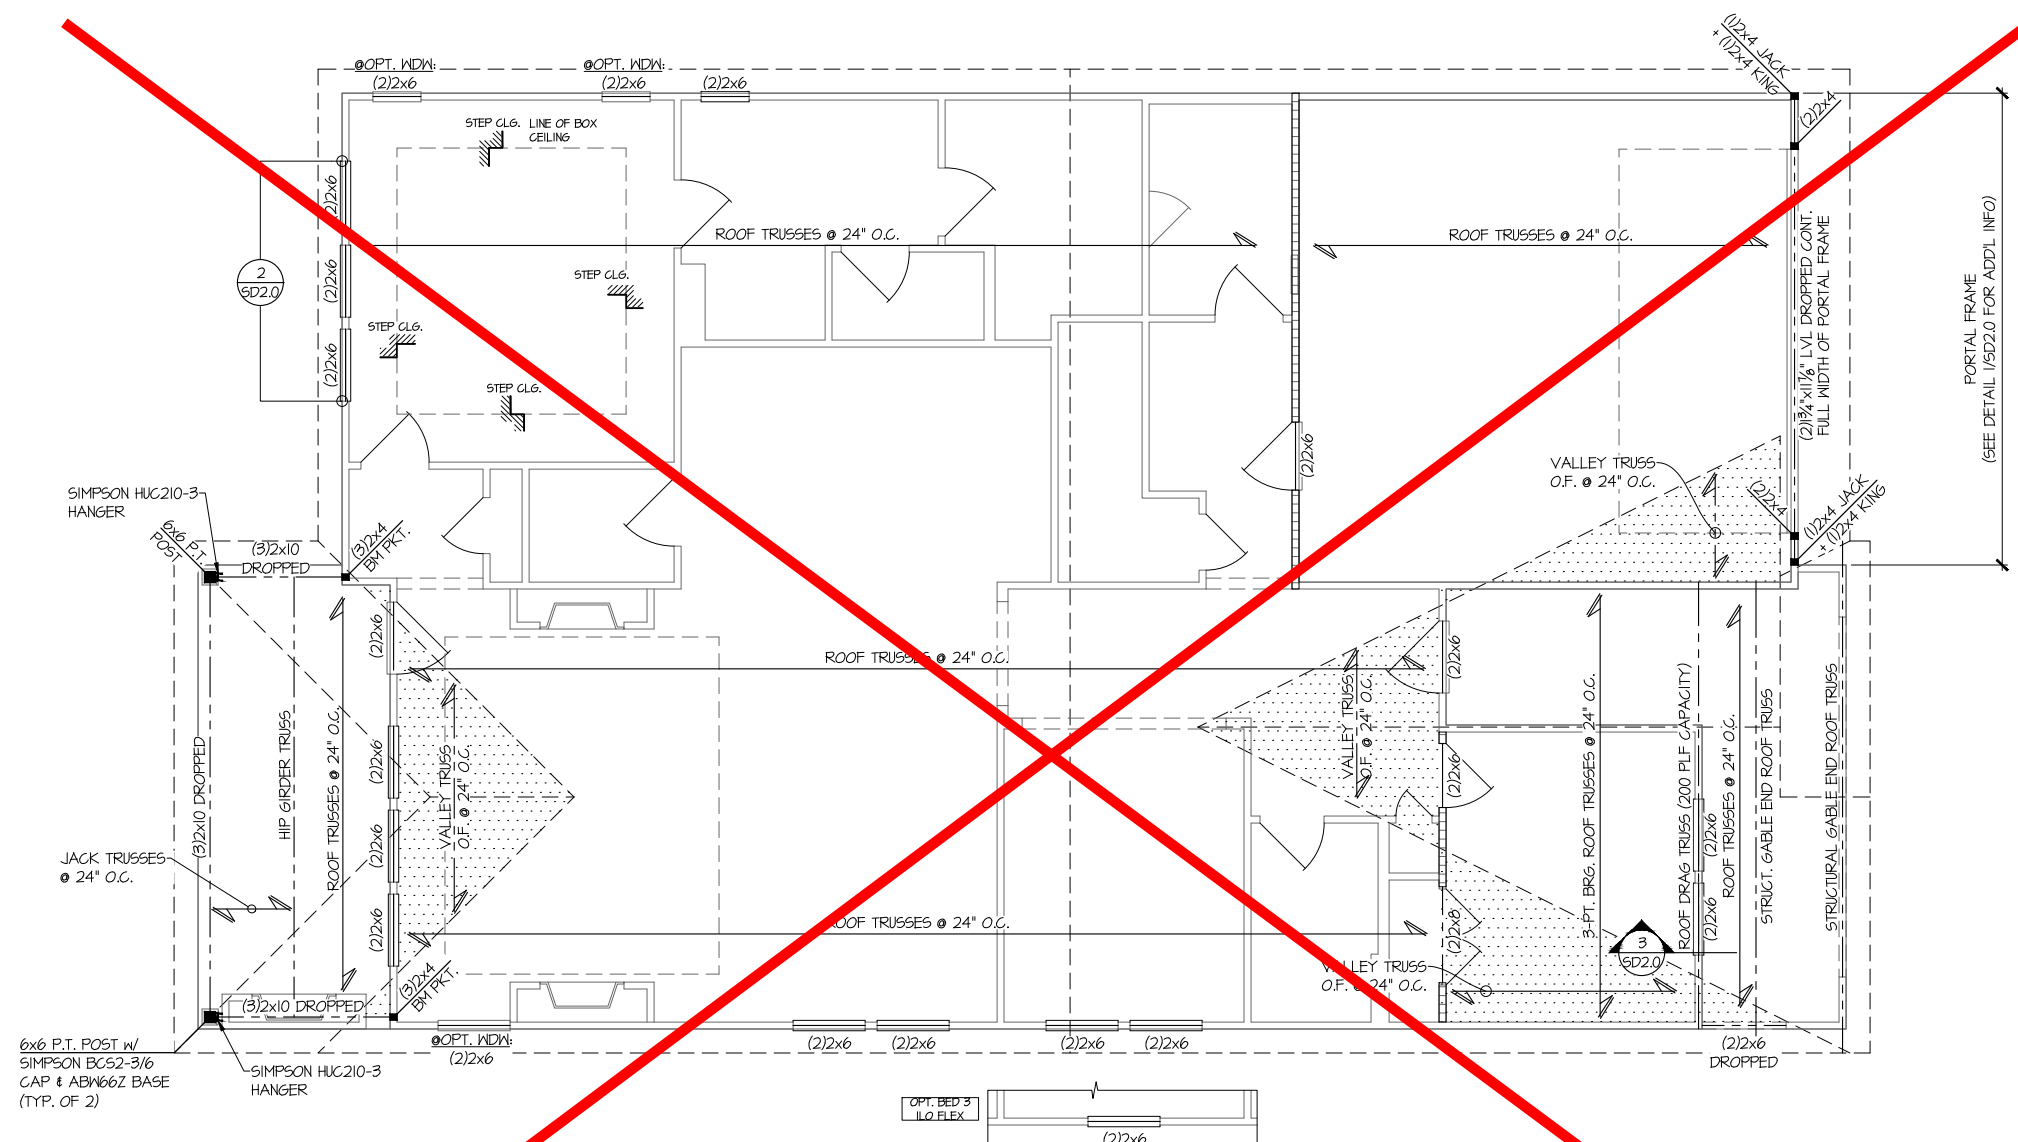 @OPT. WDW:
(2)2x6
@OPT. WDW:
(2)2x6
(2)2x6
(1)2x4 JACK
+ (1)2x4 KING
(2)2x4
STEP CLG.
LINE OF BOX
CEILING
(2)2x6
2
SD2.0
(2)2x6
(2)2x6
STEP CLG.
STEP CLG.
STEP CLG.
ROOF TRUSSES @ 24" O.C.
ROOF TRUSSES @ 24" O.C.
(2)1¾"x11⅞" LVL DROPPED CONT.
FULL WIDTH OF PORTAL FRAME
PORTAL FRAME
(SEE DETAIL 1/SD2.0 FOR ADD'L INFO)
(2)2x6
VALLEY TRUSS
O.F. @ 24" O.C.
(2)2x4
(1)2x4 JACK
+ (1)2x4 KING
SIMPSON HUC210-3
HANGER
6x6 P.T.
POST
(3)2x10
DROPPED
(3)2x4
BM PKT.
(2)2x6
ROOF TRUSSES @ 24" O.C.
(2)2x6
(3)2x10 DROPPED
HIP GIRDER TRUSS
ROOF TRUSSES @ 24" O.C.
(2)2x6
VALLEY TRUSS
O.F. @ 24" O.C.
VALLEY TRUSS
O.F. @ 24" O.C.
(2)2x6
3-PT. BRG. ROOF TRUSSES @ 24" O.C.
ROOF DRAG TRUSS (200 PLF CAPACITY)
(2)2x6
ROOF TRUSSES @ 24" O.C.
STRUCT. GABLE END ROOF TRUSS
STRUCTURAL GABLE END ROOF TRUSS
JACK TRUSSES
@ 24" O.C.
(2)2x6
(2)2x6
ROOF TRUSSES @ 24" O.C.
(2)2x8
(2)2x6
3
SD2.0
VALLEY TRUSS
O.F. @ 24" O.C.
(3)2x4
BM PKT.
(3)2x10 DROPPED
6x6 P.T. POST W/
SIMPSON BCS2-3/6
CAP & ABW66Z BASE
(TYP. OF 2)
SIMPSON HUC210-3
HANGER
@OPT. WDW:
(2)2x6
(2)2x6
(2)2x6
(2)2x6
(2)2x6
(2)2x6
DROPPED
OPT. BED 3
ILO FLEX
(2)2x6